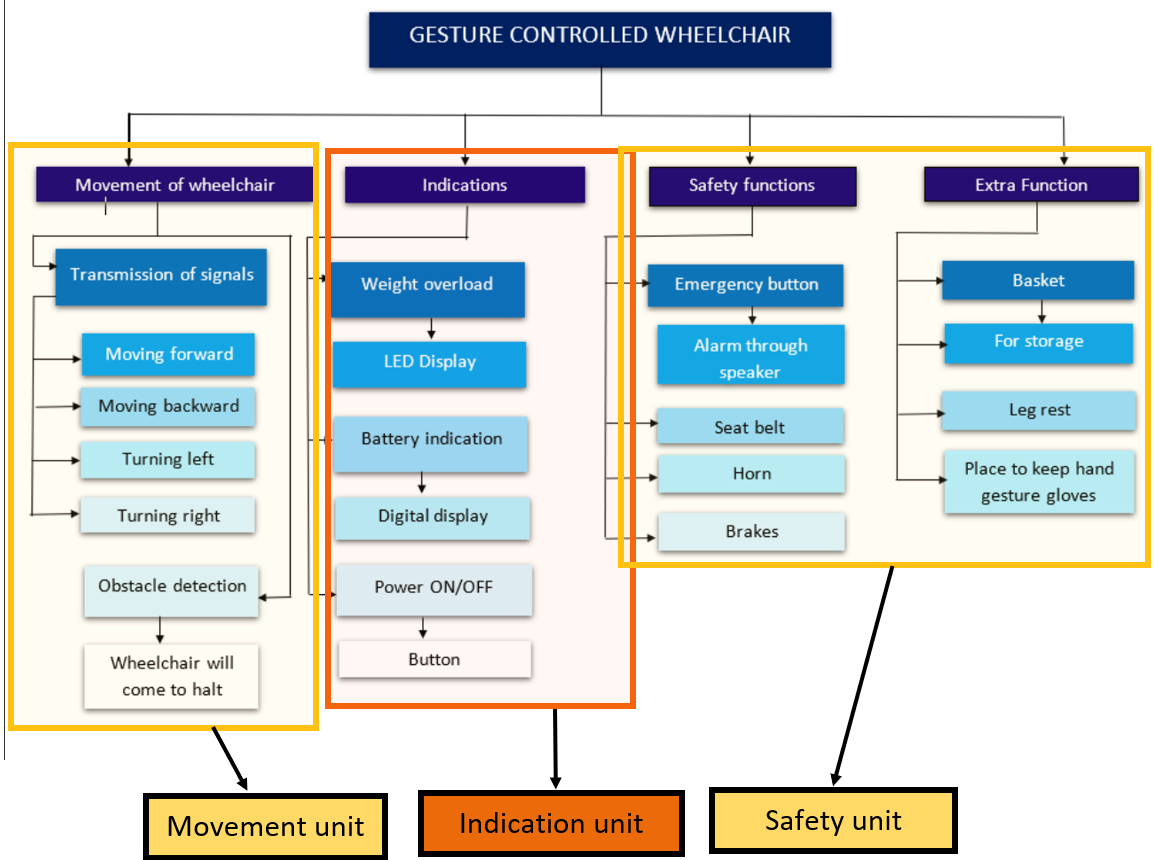 GESTURE CONTROLLED WHEELCHAIR
Movement of wheelchair
Transmission of signals
Moving forward
Moving backward
Turning left
Turning right
Obstacle detection
Wheelchair will
come to halt
Indications
Weight overload
LED Display
Battery indication
Digital display
Power ON/OFF
Button
Safety functions
Emergency button
Alarm through
speaker
Seat belt
Horn
Brakes
Extra Function
Basket
For storage
Leg rest
Place to keep hand
gesture gloves
Movement unit
Indication unit
Safety unit